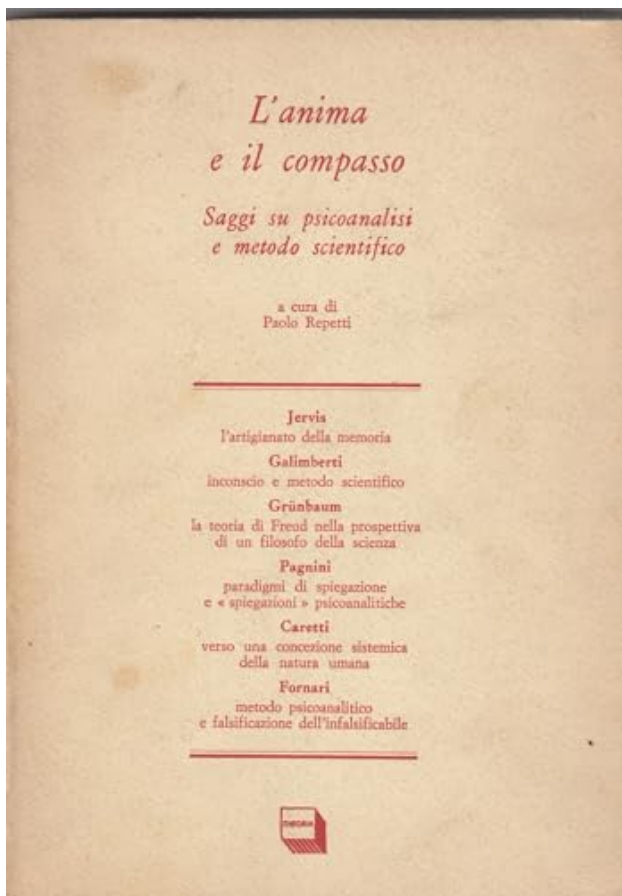 L'anima
e il compasso
Saggi su psicoanalisi
e metodo scientifico
a cura di
Paolo Repetti
Jervis
l'artigianato della memoria
Galimberti
inconscio e metodo scientifico
Grünbaum
la teoria di Freud nella prospettiva
di un filosofo della scienza
Pagnini
paradigmi di spiegazione
e « spiegazioni » psicoanalitiche
Caretti
verso una concezione sistemica
della natura umana
Fornari
metodo psicoanalitico
e falsificazione dell'infalsificabile
THEORIA